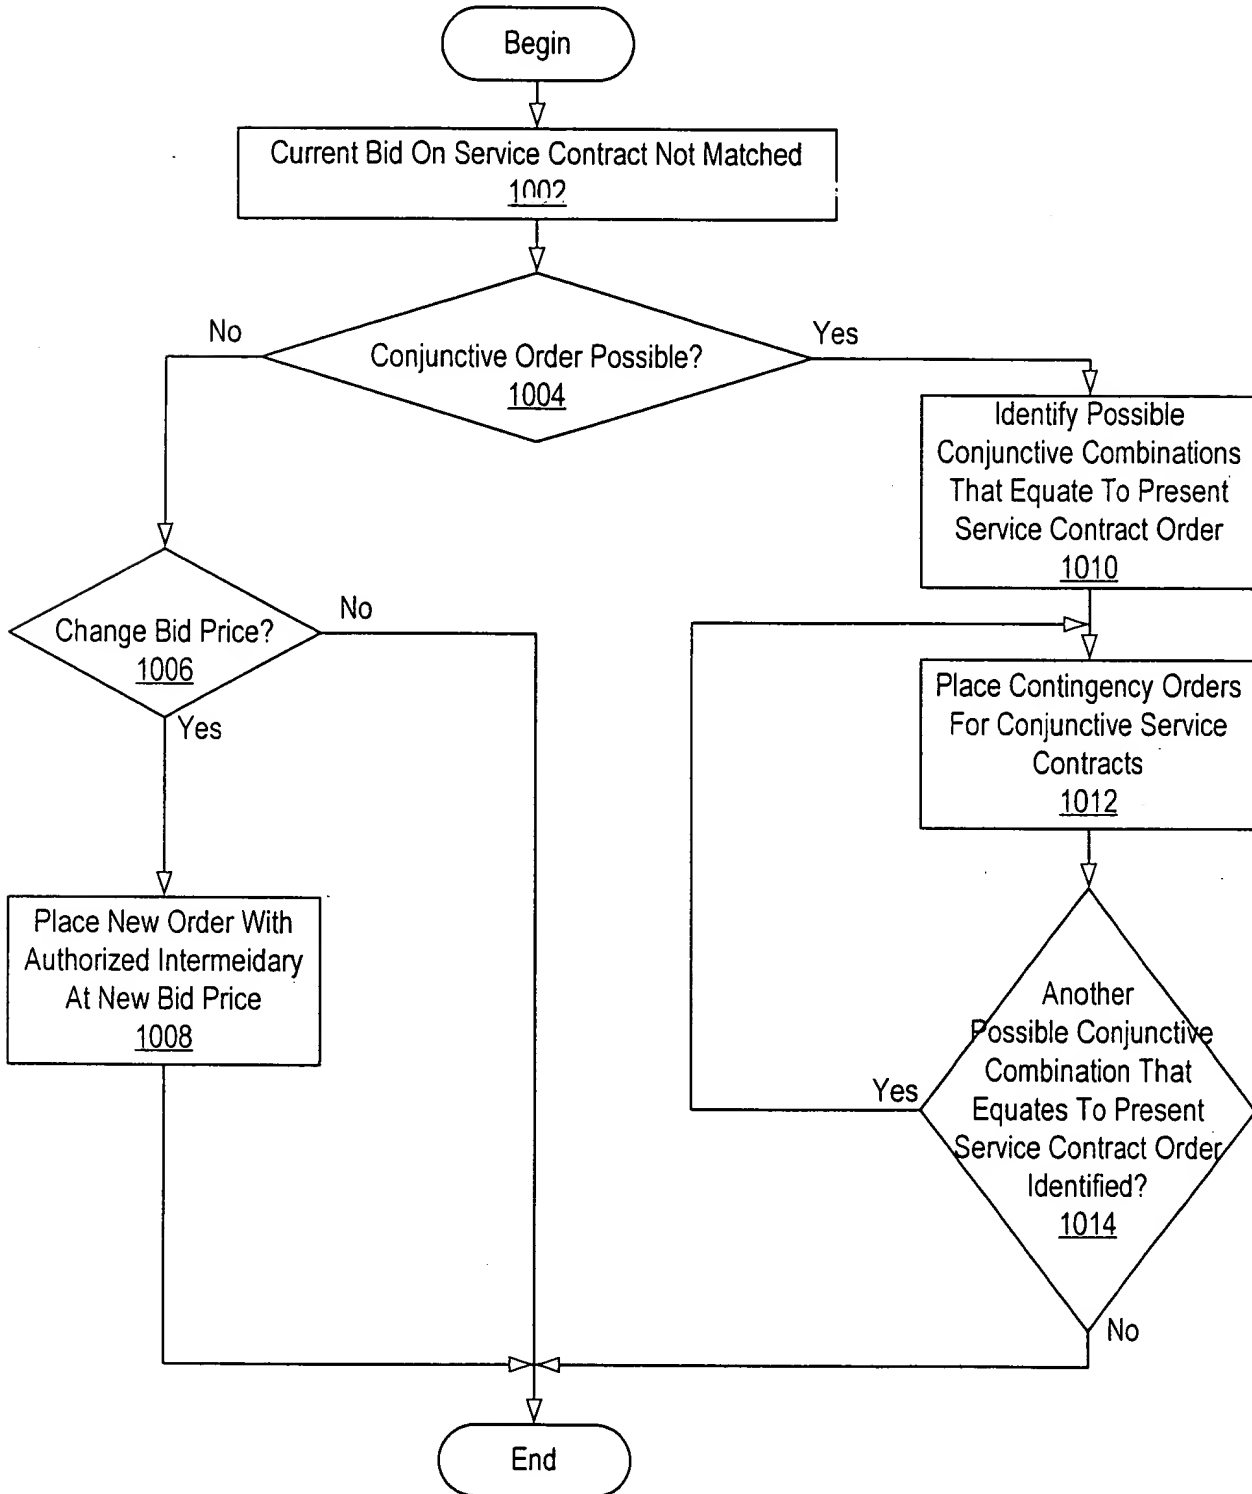 Begin
Current Bid On Service Contract Not Matched
1002
No
Yes
Conjunctive Order Possible?
1004
Identify Possible
Conjunctive Combinations
That Equate To Present
Service Contract Order
1010
No
Change Bid Price?
1006
Yes
Place Contingency Orders
For Conjunctive Service
Contracts
1012
Place New Order With
Authorized Intermeidary
At New Bid Price
1008
Another
Possible Conjunctive
Combination That
Equates To Present
Service Contract Order
Identified?
1014
Yes
No
End